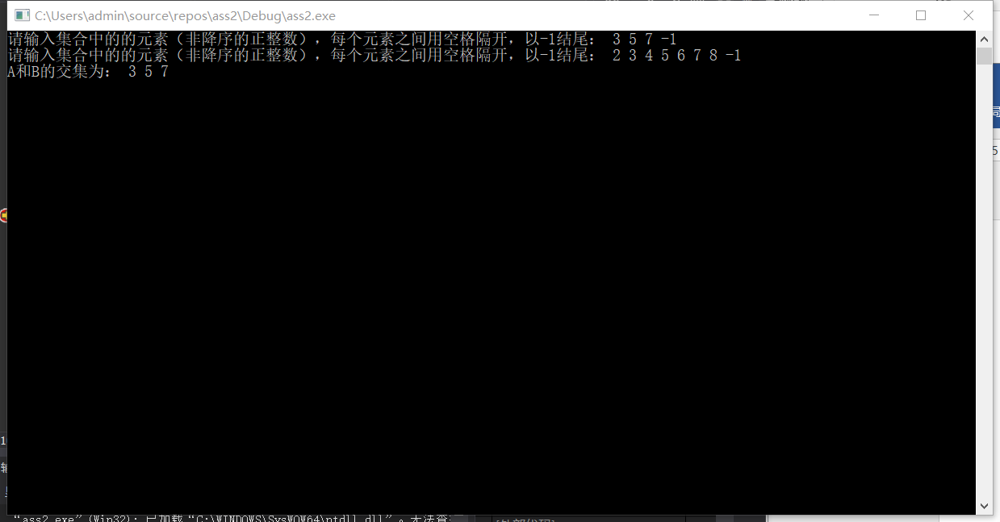 C:\Users\admin\source\repos\ass2\Debug\ass2.exe
请输入集合中的的元素（非降序的正整数），每个元素之间用空格隔开，以-1结尾： 3 5 7 -1
请输入集合中的的元素（非降序的正整数），每个元素之间用空格隔开，以-1结尾： 2 3 4 5 6 7 8 -1
A和B的交集为： 3 5 7
5
1
“ass2.exe”(Win32): 已加载“C:\WINDOWS\SysWOW64\ntdll.dll”。无法查